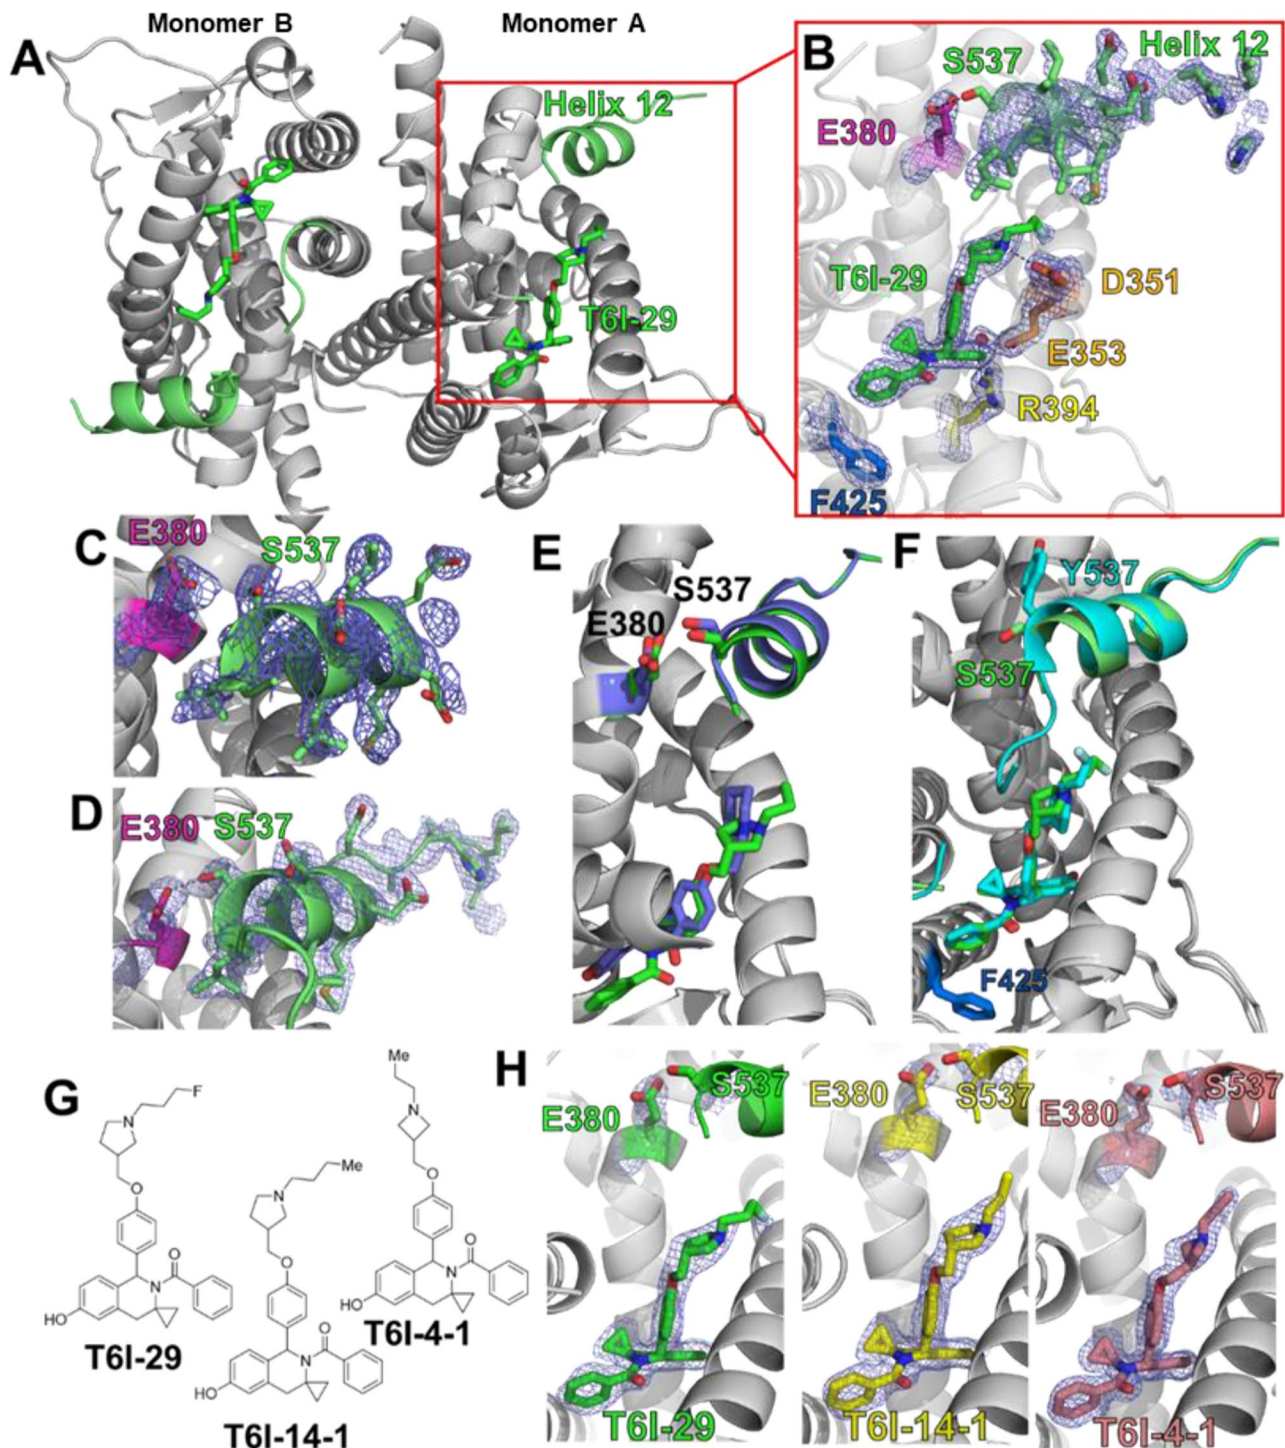 Monomer B
Monomer A
A
Helix 12
T6I-29
B
S537
Helix 12
E380
T6I-29
D351
E353
R394
F425
C
E380
S537
D
E380
S537
E
S537
E380
F
Y537
S537
F425
G
F
N
O
O
N
HO
T6I-29
Me
N
O
O
N
HO
T6I-14-1
Me
N
O
O
N
HO
T6I-4-1
H
E380
S537
T6I-29
E380
S537
T6I-14-1
E380
S537
T6I-4-1